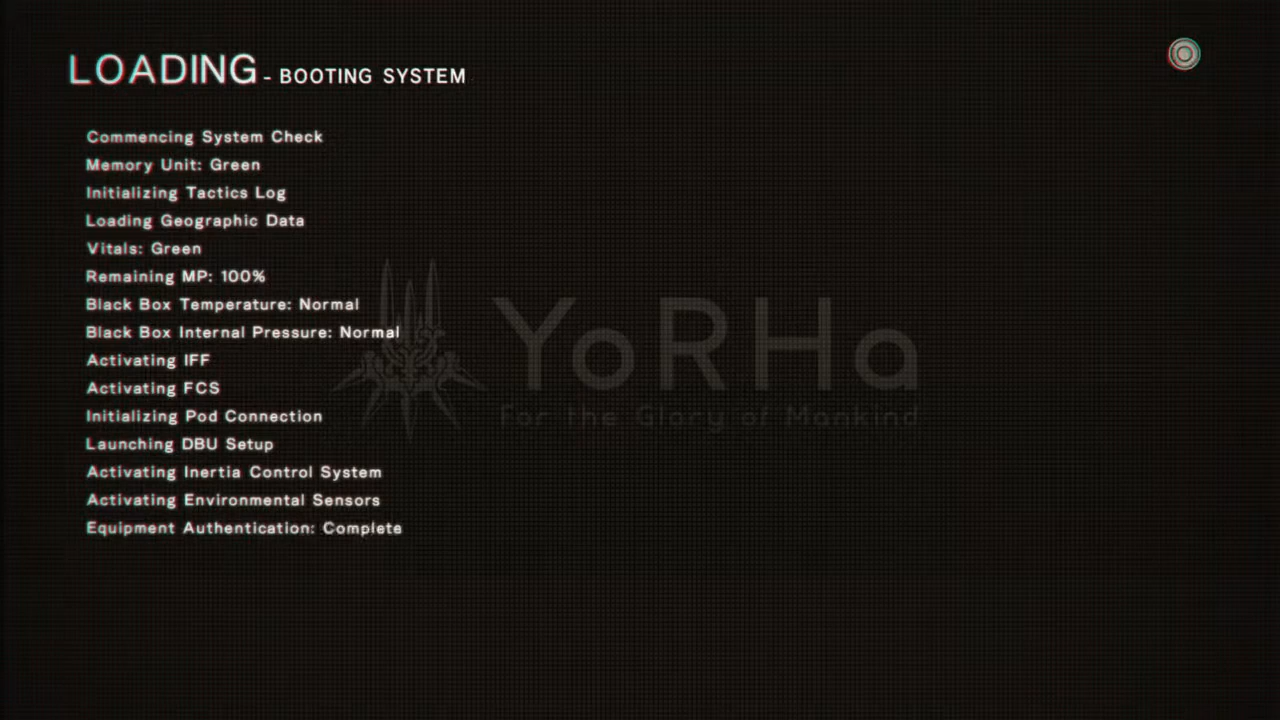 LOADING - BOOTING SYSTEM
Commencing System Check
Memory Unit: Green
Initializing Tactics Log
Loading Geographic Data
Vitals: Green
Remaining MP: 100%
Black Box Temperature: Normal
Black Box Internal Pressure: Normal
Activating IFF
Activating FCS
Initializing Pod Connection
Launching DBU Setup
Activating Inertia Control System
Activating Environmental Sensors
Equipment Authentication: Complete
YoRHa
For the Glory of Mankind